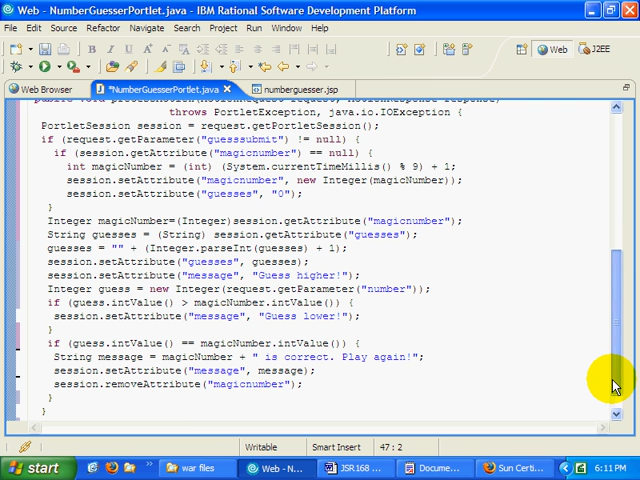 Web - NumberGuesserPortlet.java - IBM Rational Software Development Platform
File Edit Source Refactor Navigate Search Project Run Window Help
Web J2EE
Web Browser *NumberGuesserPortlet.java numberguesser.jsp
throws PortletException, java.io.IOException {
PortletSession session = request.getPortletSession();
if (request.getParameter("guesssubmit") != null) {
if (session.getAttribute("magicnumber") == null) {
int magicNumber = (int) (System.currentTimeMillis() % 9) + 1;
session.setAttribute("magicnumber", new Integer(magicNumber));
session.setAttribute("guesses", "0");
}
Integer magicNumber=(Integer)session.getAttribute("magicnumber");
String guesses = (String) session.getAttribute("guesses");
guesses = "" + (Integer.parseInt(guesses) + 1);
session.setAttribute("guesses", guesses);
session.setAttribute("message", "Guess higher!");
Integer guess = new Integer(request.getParameter("number"));
if (guess.intValue() > magicNumber.intValue()) {
session.setAttribute("message", "Guess lower!");
}
if (guess.intValue() == magicNumber.intValue()) {
String message = magicNumber + " is correct. Play again!";
session.setAttribute("message", message);
session.removeAttribute("magicnumber");
}
}
Writable Smart Insert 47 : 2
start war files Web - N... JSR168 ... Docume... Sun Certi... 6:11 PM